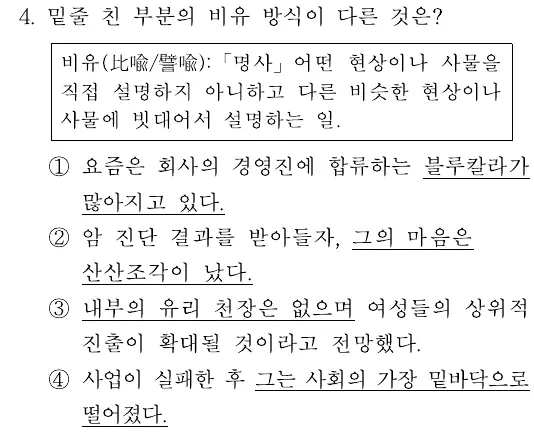 4. 밑줄 친 부분의 비유 방식이 다른 것은?
비유(比喩/譬喩):「명사」어떤 현상이나 사물을
직접 설명하지 아니하고 다른 비슷한 현상이나
사물에 빗대어서 설명하는 일.
① 요즘은 회사의 경영진에 합류하는 블루칼라가
많아지고 있다.
② 암 진단 결과를 받아들자, 그의 마음은
산산조각이 났다.
③ 내부의 유리 천장은 없으며 여성들의 상위적
진출이 확대될 것이라고 전망했다.
④ 사업이 실패한 후 그는 사회의 가장 밑바닥으로
떨어졌다.